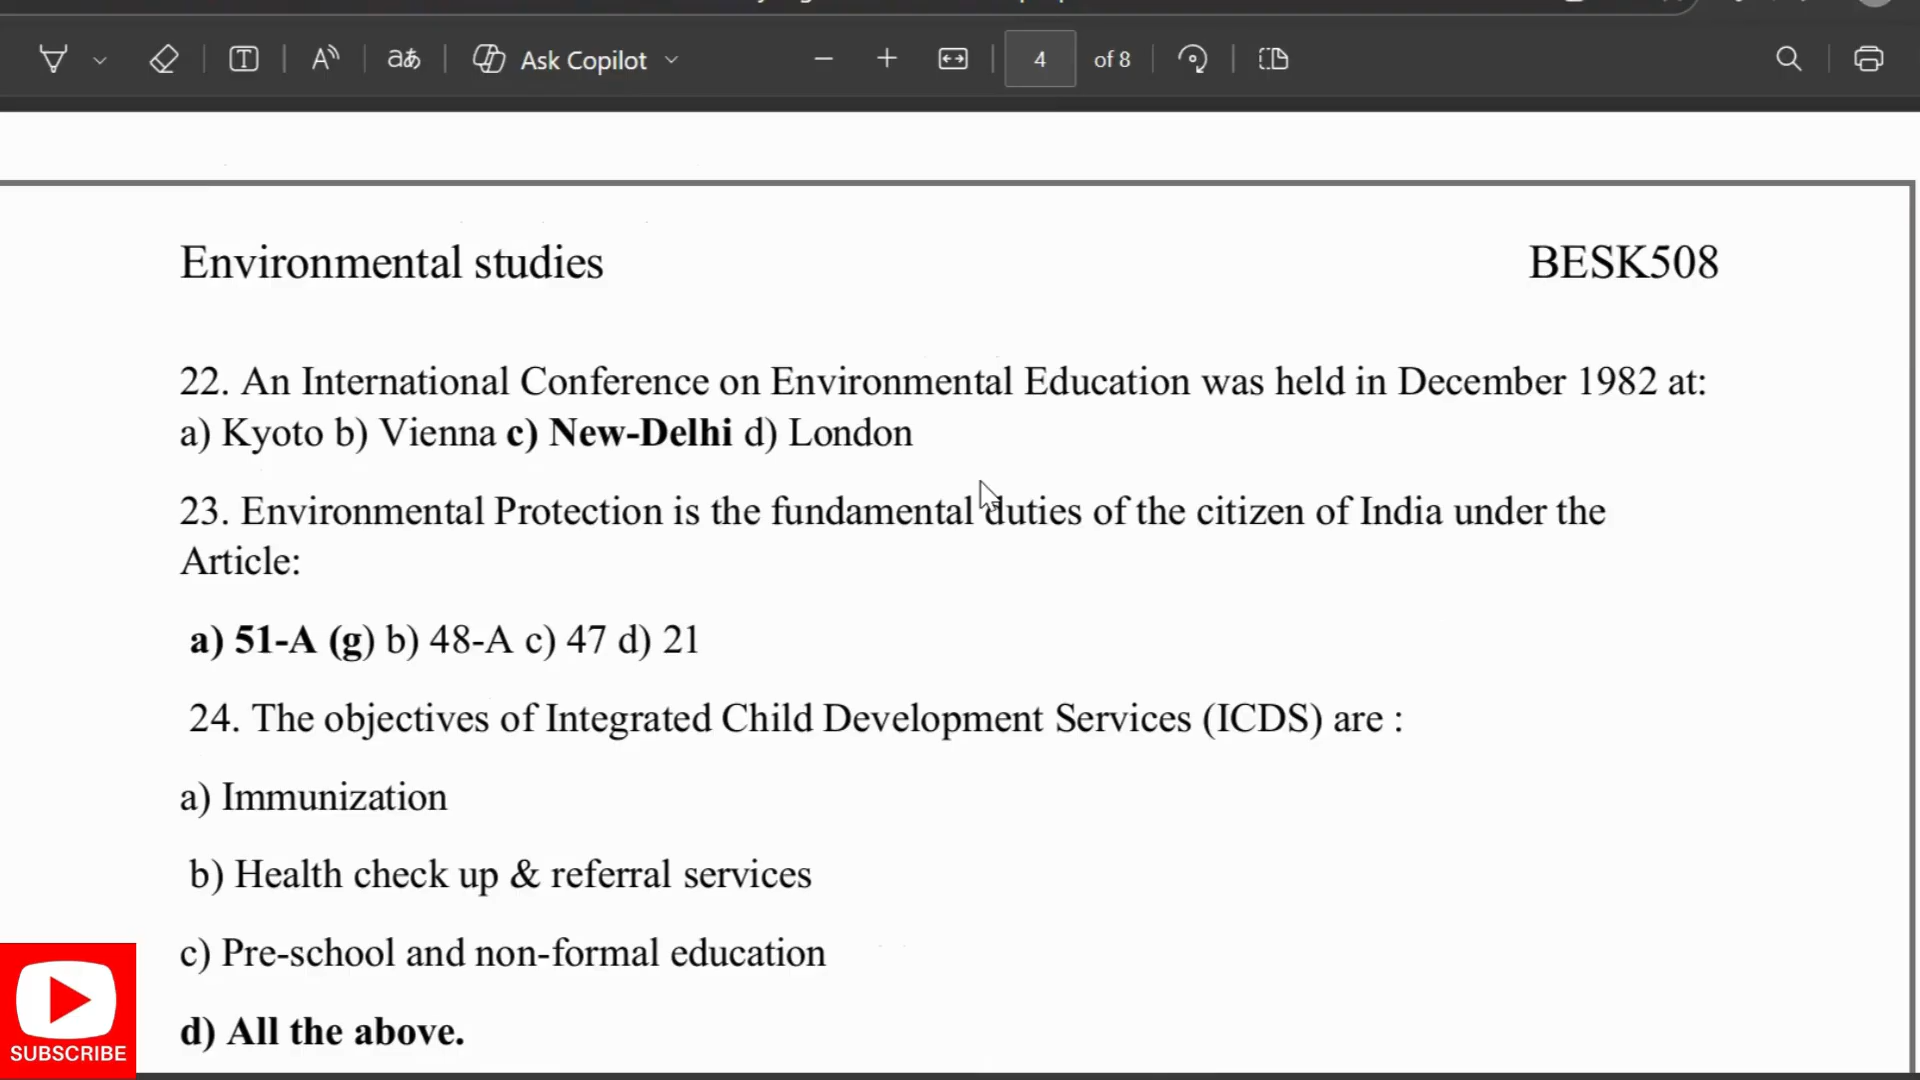 Ask Copilot
4 of 8
Environmental studies BESK508
22. An International Conference on Environmental Education was held in December 1982 at:
a) Kyoto b) Vienna c) New-Delhi d) London
23. Environmental Protection is the fundamental duties of the citizen of India under the
Article:
a) 51-A (g) b) 48-A c) 47 d) 21
24. The objectives of Integrated Child Development Services (ICDS) are :
a) Immunization
b) Health check up & referral services
c) Pre-school and non-formal education
d) All the above.
SUBSCRIBE